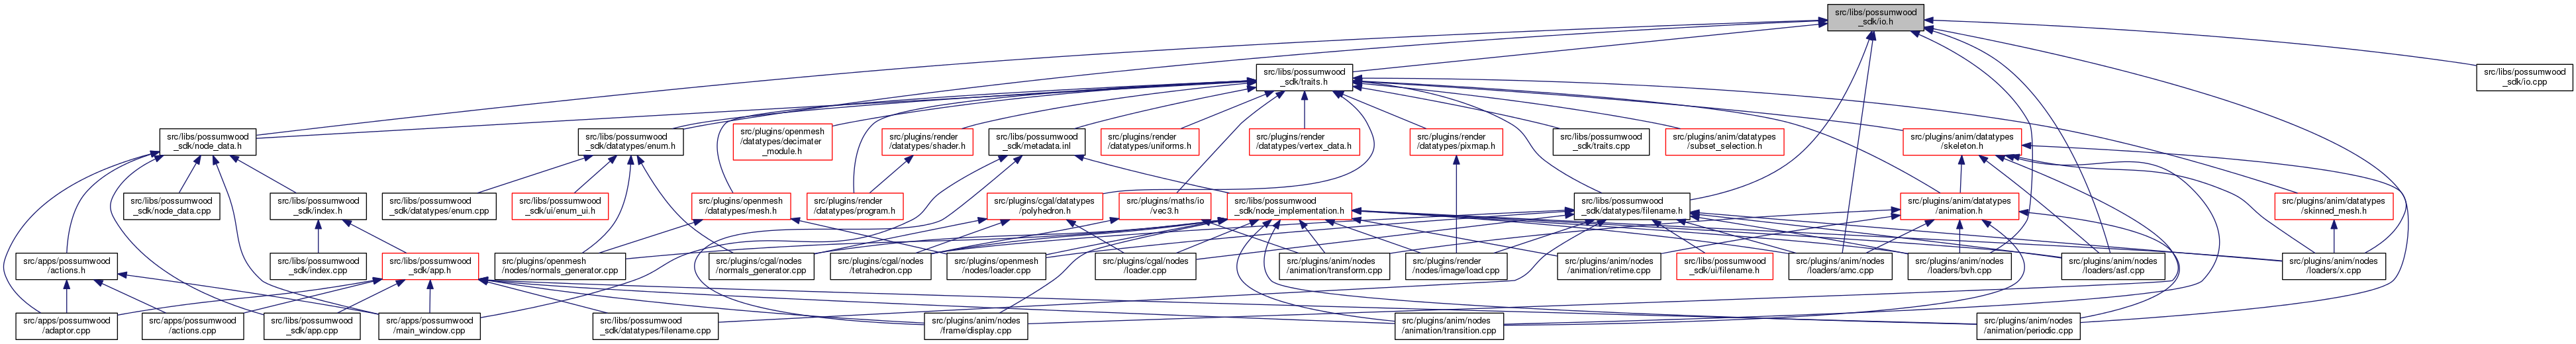 src/libs/possumwood
_sdk/io.h
src/libs/possumwood
_sdk/traits.h
src/libs/possumwood
_sdk/io.cpp
src/libs/possumwood
_sdk/node_data.h
src/libs/possumwood
_sdk/datatypes/enum.h
src/plugins/openmesh
/datatypes/decimater
_module.h
src/plugins/render
/datatypes/shader.h
src/libs/possumwood
_sdk/metadata.inl
src/plugins/render
/datatypes/uniforms.h
src/plugins/render
/datatypes/vertex_data.h
src/plugins/render
/datatypes/pixmap.h
src/libs/possumwood
_sdk/traits.cpp
src/plugins/anim/datatypes
/subset_selection.h
src/plugins/anim/datatypes
/skeleton.h
src/libs/possumwood
_sdk/node_data.cpp
src/libs/possumwood
_sdk/index.h
src/libs/possumwood
_sdk/datatypes/enum.cpp
src/libs/possumwood
_sdk/ui/enum_ui.h
src/plugins/openmesh
/datatypes/mesh.h
src/plugins/render
/datatypes/program.h
src/plugins/cgal/datatypes
/polyhedron.h
src/plugins/maths/io
/vec3.h
src/libs/possumwood
_sdk/node_implementation.h
src/libs/possumwood
_sdk/datatypes/filename.h
src/plugins/anim/datatypes
/animation.h
src/plugins/anim/datatypes
/skinned_mesh.h
src/apps/possumwood
/actions.h
src/libs/possumwood
_sdk/index.cpp
src/libs/possumwood
_sdk/app.h
src/plugins/openmesh
/nodes/normals_generator.cpp
src/plugins/cgal/nodes
/normals_generator.cpp
src/plugins/cgal/nodes
/tetrahedron.cpp
src/plugins/openmesh
/nodes/loader.cpp
src/plugins/cgal/nodes
/loader.cpp
src/plugins/anim/nodes
/animation/transform.cpp
src/plugins/render
/nodes/image/load.cpp
src/plugins/anim/nodes
/animation/retime.cpp
src/libs/possumwood
_sdk/ui/filename.h
src/plugins/anim/nodes
/loaders/amc.cpp
src/plugins/anim/nodes
/loaders/bvh.cpp
src/plugins/anim/nodes
/loaders/asf.cpp
src/plugins/anim/nodes
/loaders/x.cpp
src/apps/possumwood
/adaptor.cpp
src/apps/possumwood
/actions.cpp
src/libs/possumwood
_sdk/app.cpp
src/apps/possumwood
/main_window.cpp
src/libs/possumwood
_sdk/datatypes/filename.cpp
src/plugins/anim/nodes
/frame/display.cpp
src/plugins/anim/nodes
/animation/transition.cpp
src/plugins/anim/nodes
/animation/periodic.cpp